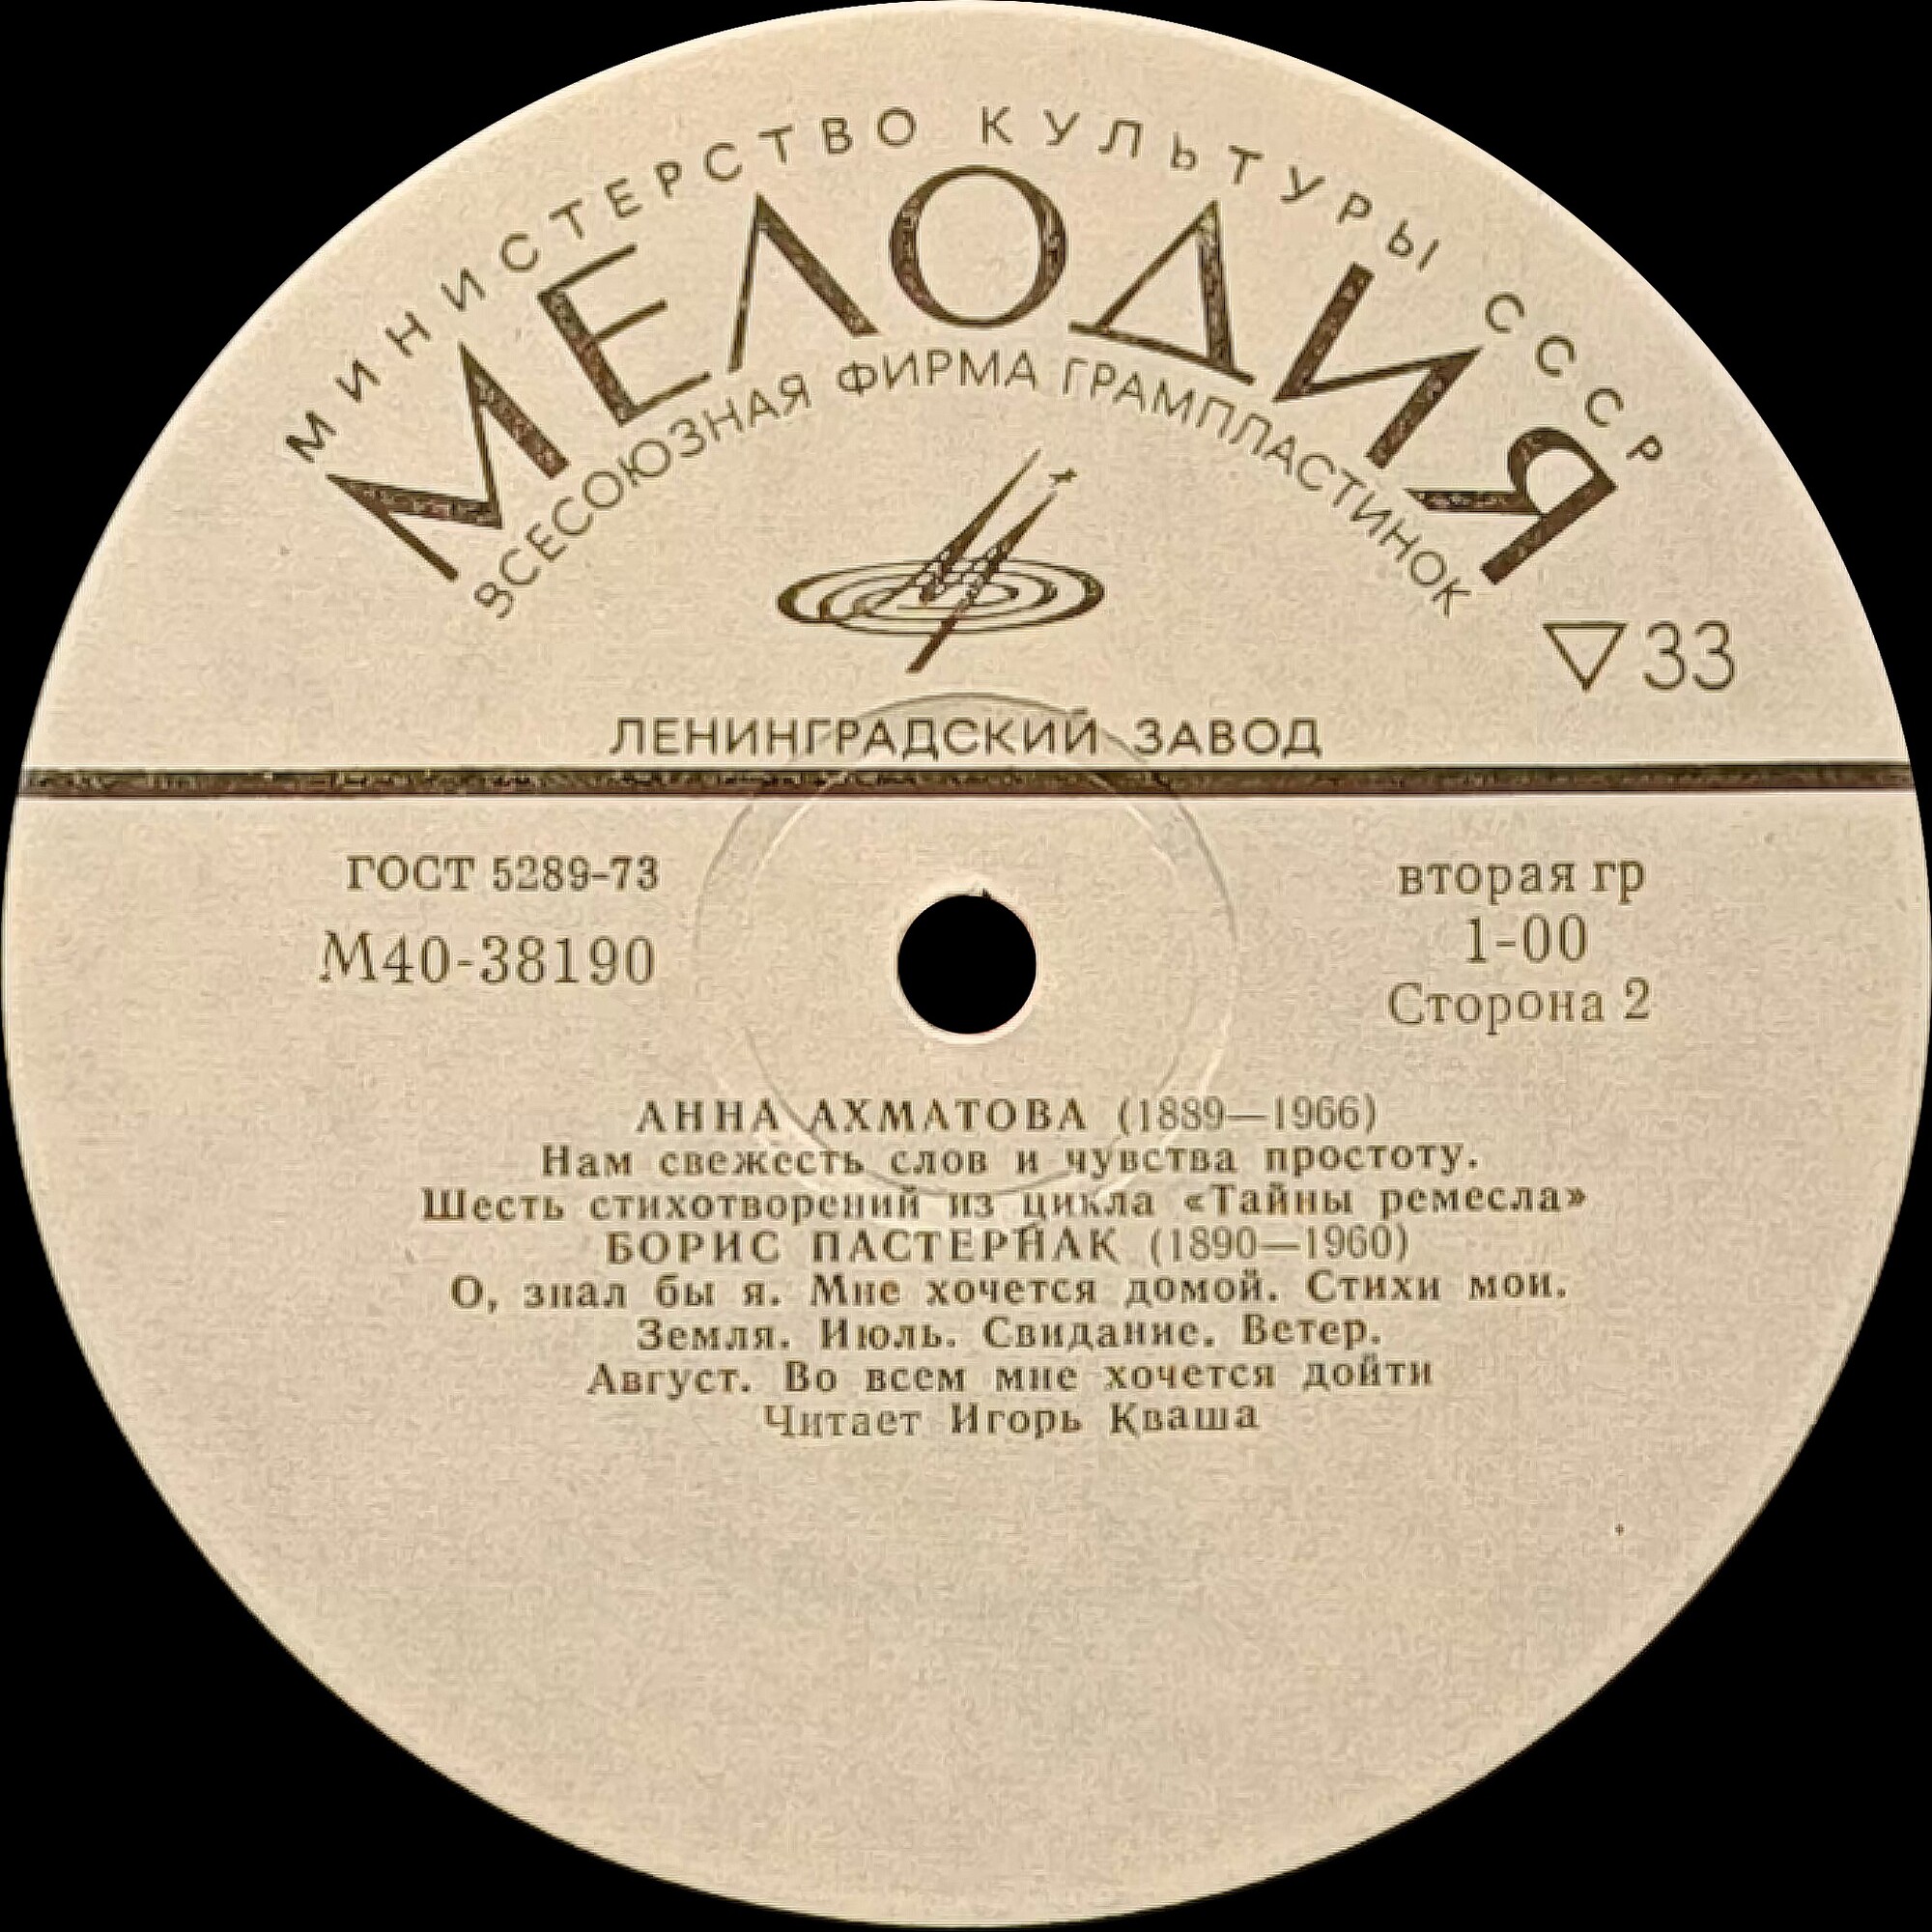 МИНИСТЕРСТВО КУЛЬТУРЫ СССР
МЕЛОДИЯ
ВСЕСОЮЗНАЯ ФИРМА ГРАМПЛАСТИНОК
▽33
ЛЕНИНГРАДСКИЙ ЗАВОД
ГОСТ 5289-73
М40-38190
вторая гр
1-00
Сторона 2
АННА АХМАТОВА (1889—1966)
Нам свежесть слов и чувства простоту.
Шесть стихотворений из цикла «Тайны ремесла»
БОРИС ПАСТЕРНАК (1890—1960)
О, знал бы я. Мне хочется домой. Стихи мои.
Земля. Июль. Свидание. Ветер.
Август. Во всем мне хочется дойти
Читает Игорь Кваша